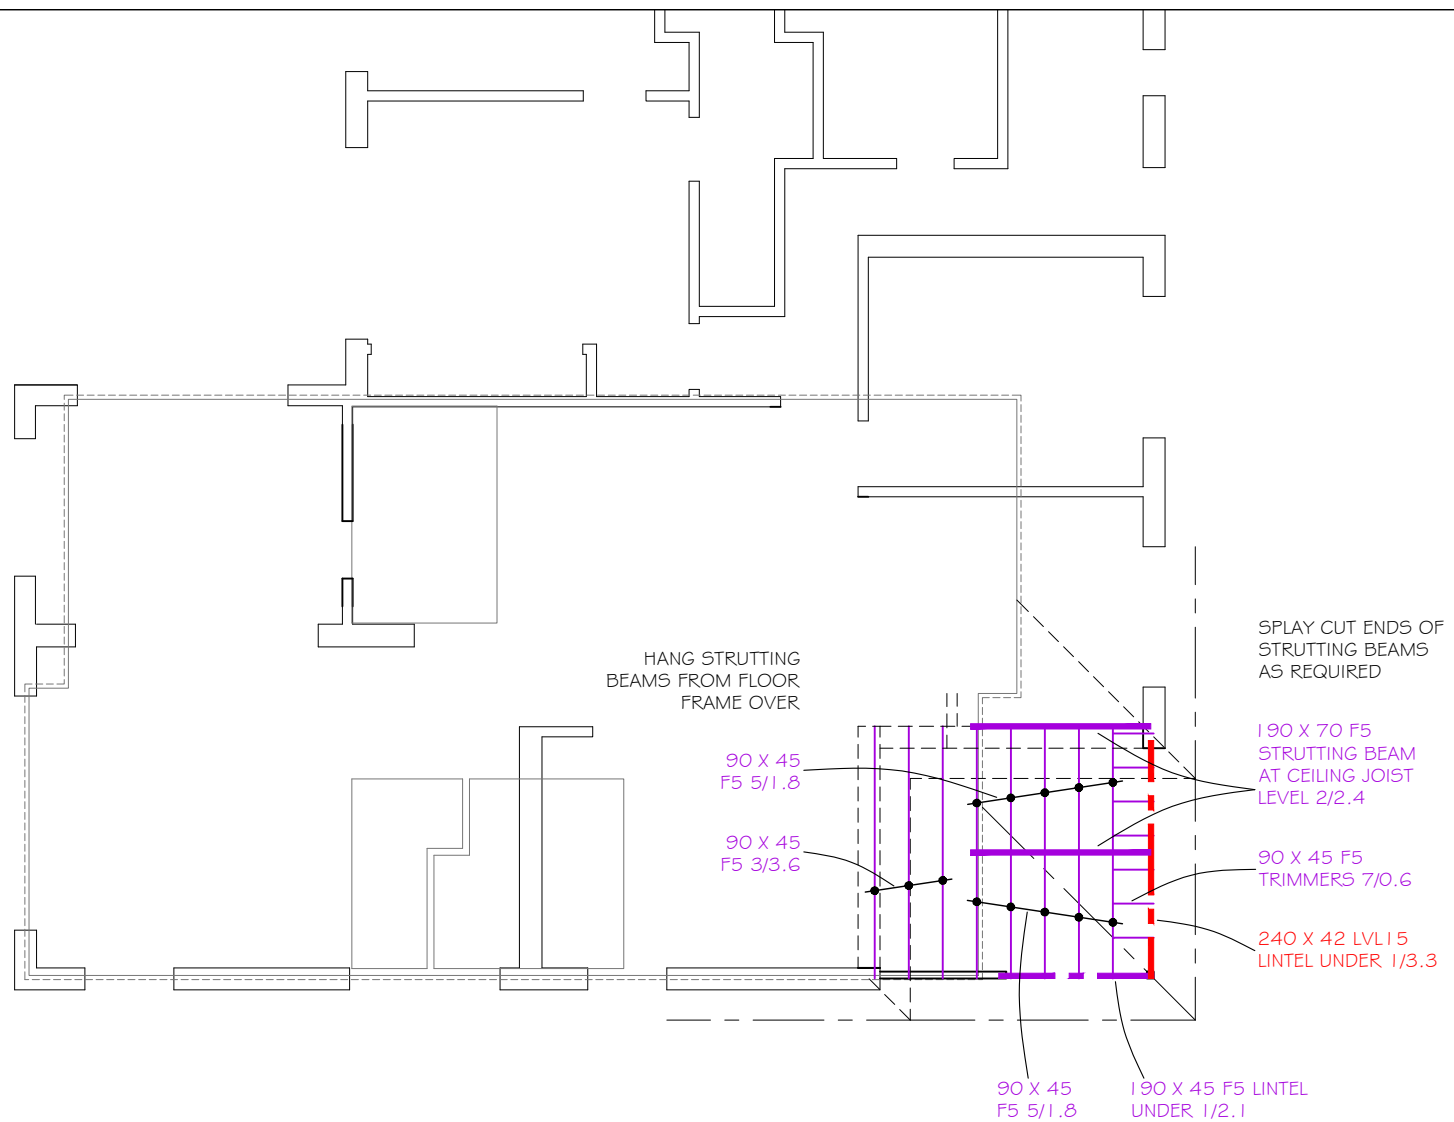 HANG STRUTTING
BEAMS FROM FLOOR
FRAME OVER
SPLAY CUT ENDS OF
STRUTTING BEAMS
AS REQUIRED
90 X 45
F5 5/1.8
90 X 45
F5 3/3.6
190 X 70 F5
STRUTTING BEAM
AT CEILING JOIST
LEVEL 2/2.4
90 X 45 F5
TRIMMERS 7/0.6
240 X 42 LVL15
LINTEL UNDER 1/3.3
90 X 45
F5 5/1.8
190 X 45 F5 LINTEL
UNDER 1/2.1